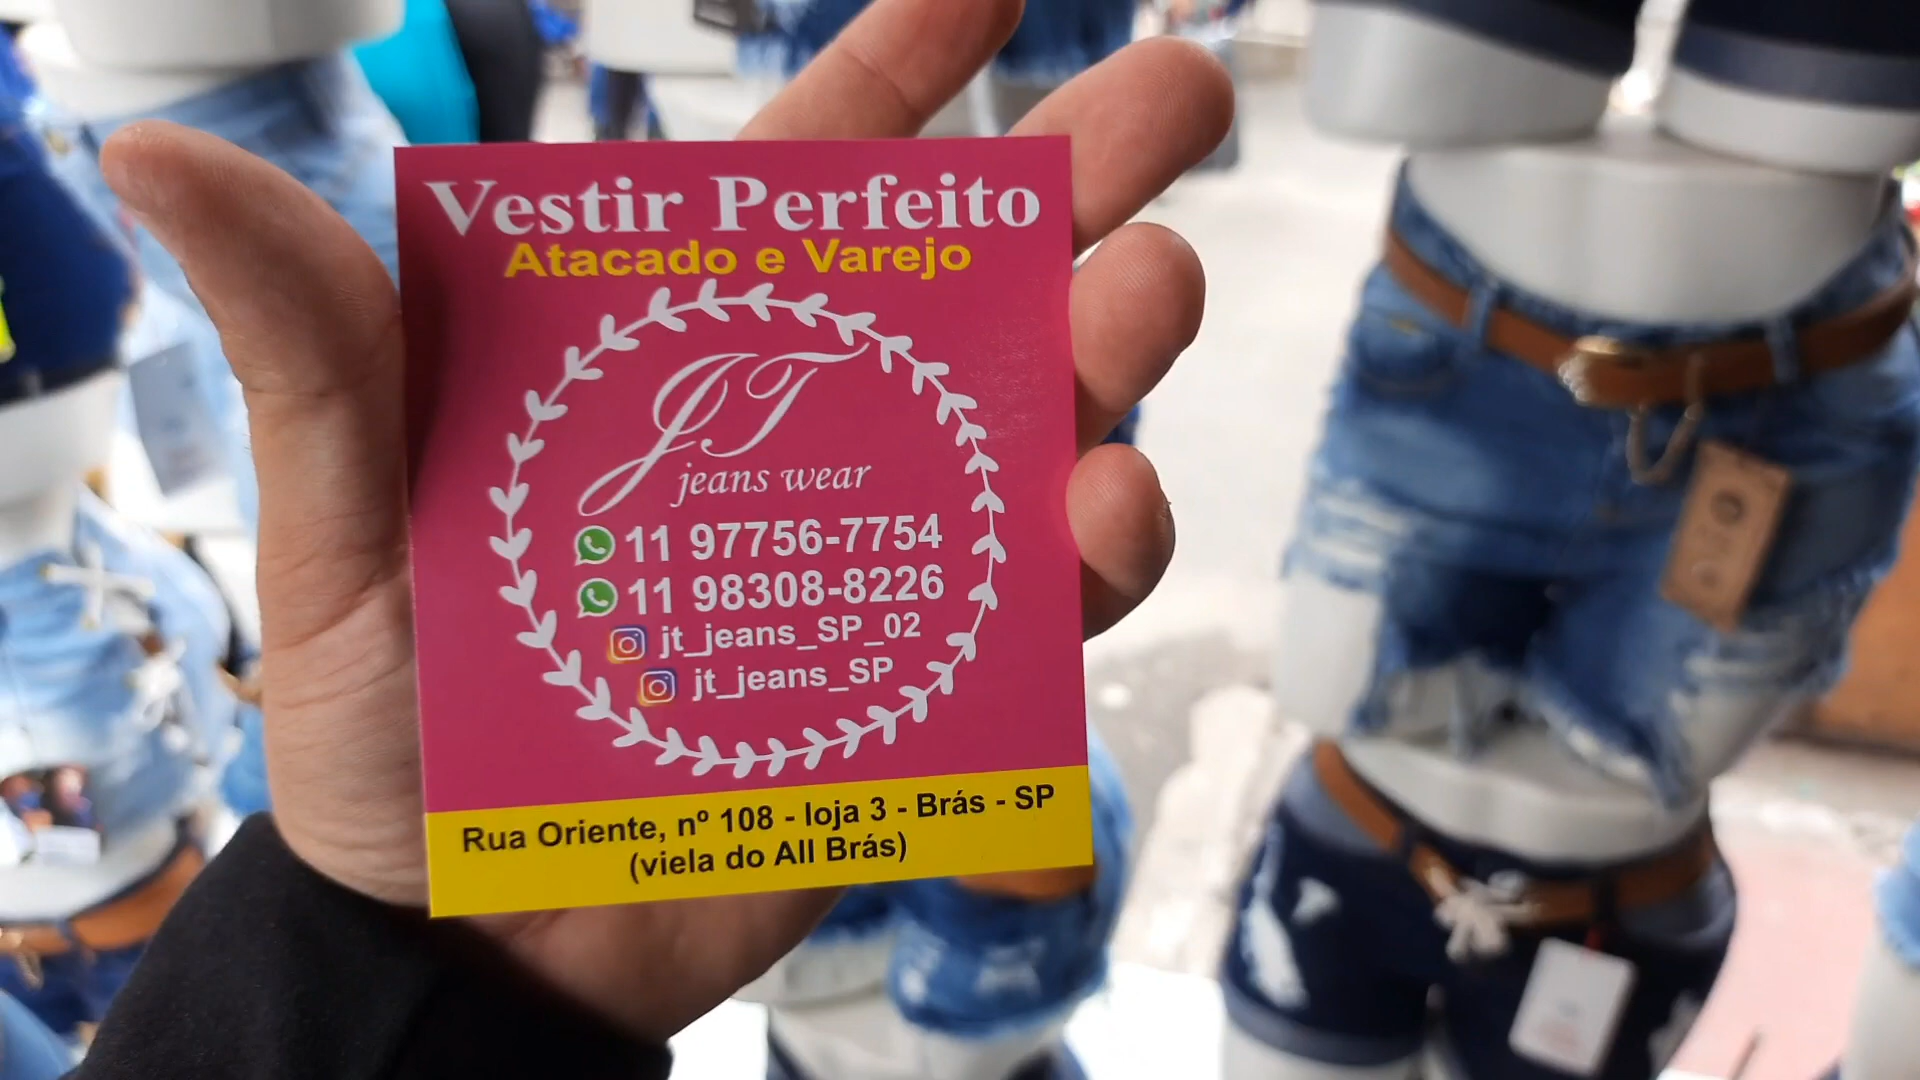 Vestir Perfeito
Atacado e Varejo
JT
jeans wear
11 97756-7754
11 98308-8226
jt_jeans_SP_02
jt_jeans_SP
Rua Oriente, nº 108 - loja 3 - Brás - SP
(viela do All Brás)